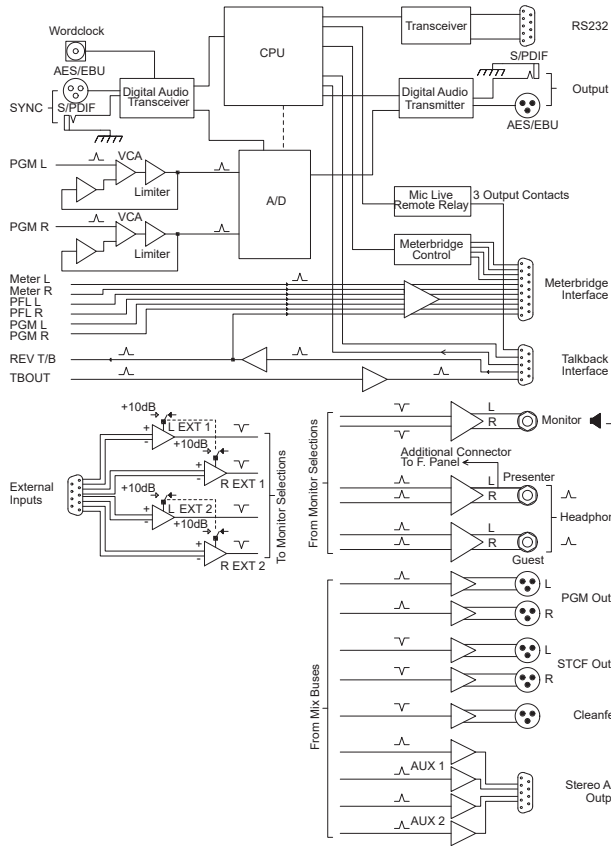 Wordclock
AES/EBU
SYNC
S/PDIF
Digital Audio
Transceiver
CPU
Transceiver
RS232
S/PDIF
Digital Audio
Transmitter
Output
AES/EBU
PGM L
VCA
Limiter
A/D
Mic Live
Remote Relay
3 Output Contacts
PGM R
VCA
Limiter
Meterbridge
Control
Meter L
Meter R
PFL L
PFL R
PGM L
PGM R
Meterbridge
Interface
REV T/B
Talkback
Interface
TBOUT
+10dB
L EXT 1
+10dB
R EXT 1
+
-
+
-
External
Inputs
+10dB
L EXT 2
+10dB
R EXT 2
+
-
+
-
To Monitor Selections
From Monitor Selections
L
R
Monitor
Additional Connector
To F. Panel
Presenter
L
R
Headphon
L
R
Guest
From Mix Buses
L
PGM Out
R
L
STCF Out
R
Cleanfe
AUX 1
Stereo A
Outp
AUX 2